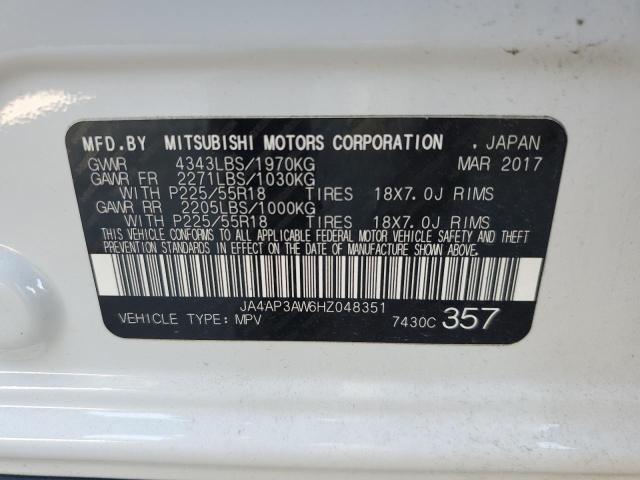 MFD.BY MITSUBISHI MOTORS CORPORATION . JAPAN
GVWR 4343LBS/1970KG MAR 2017
GAWR FR 2271LBS/1030KG
WITH P225/55R18 TIRES 18X7.0J RIMS
GAWR RR 2205LBS/1000KG
WITH P225/55R18 TIRES 18X7.0J RIMS
THIS VEHICLE CONFORMS TO ALL APPLICABLE FEDERAL MOTOR VEHICLE SAFETY AND THEFT
PREVENTION STANDARDS IN EFFECT ON THE DATE OF MANUFACTURE SHOWN ABOVE.
JA4AP3AW6HZ048351
VEHICLE TYPE: MPV 7430C 357